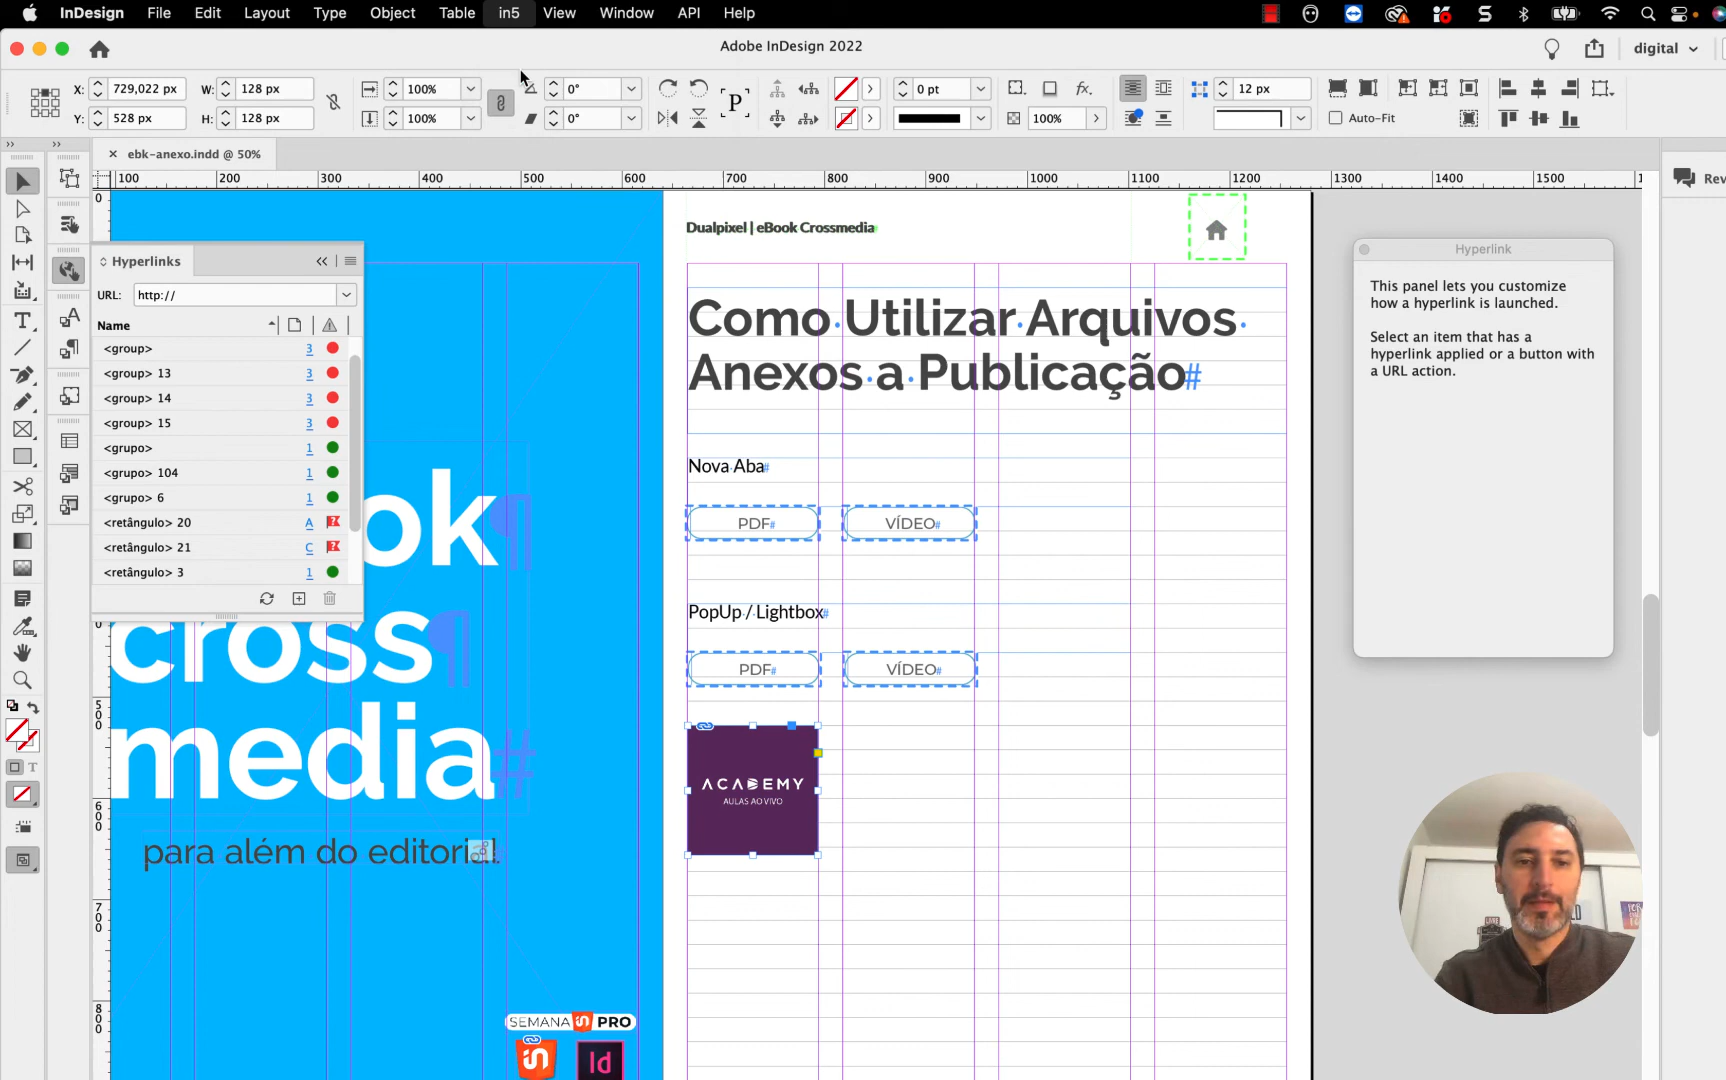 InDesign File Edit Layout Type Object Table in5 View Window API Help
Adobe InDesign 2022
digital
X: 729,022 px W: 128 px 100% 0° 0 pt 12 px
Y: 528 px H: 128 px 100% 0° P 100% Auto-Fit
ebk-anexo.indd @ 50%
Rev
100 200 300 400 500 600 700 800 900 1000 1100 1200 1300 1400 1500
Hyperlinks
URL: http://
Name
<group> 3
<group> 13 3
<group> 14 3
<group> 15 3
<grupo> 1
<grupo> 104 1
<grupo> 6 1
<retângulo> 20 A
<retângulo> 21 C
<retângulo> 3 1
ok¶
cross¶
media#
para além do editorial
SEMANA PRO
Id
Dualpixel | eBook Crossmedia
Como Utilizar Arquivos
Anexos a Publicação#
Nova Aba#
PDF# VÍDEO#
PopUp / Lightbox#
PDF# VÍDEO#
ACADEMY
AULAS AO VIVO
Hyperlink
This panel lets you customize
how a hyperlink is launched.
Select an item that has a
hyperlink applied or a button with
a URL action.